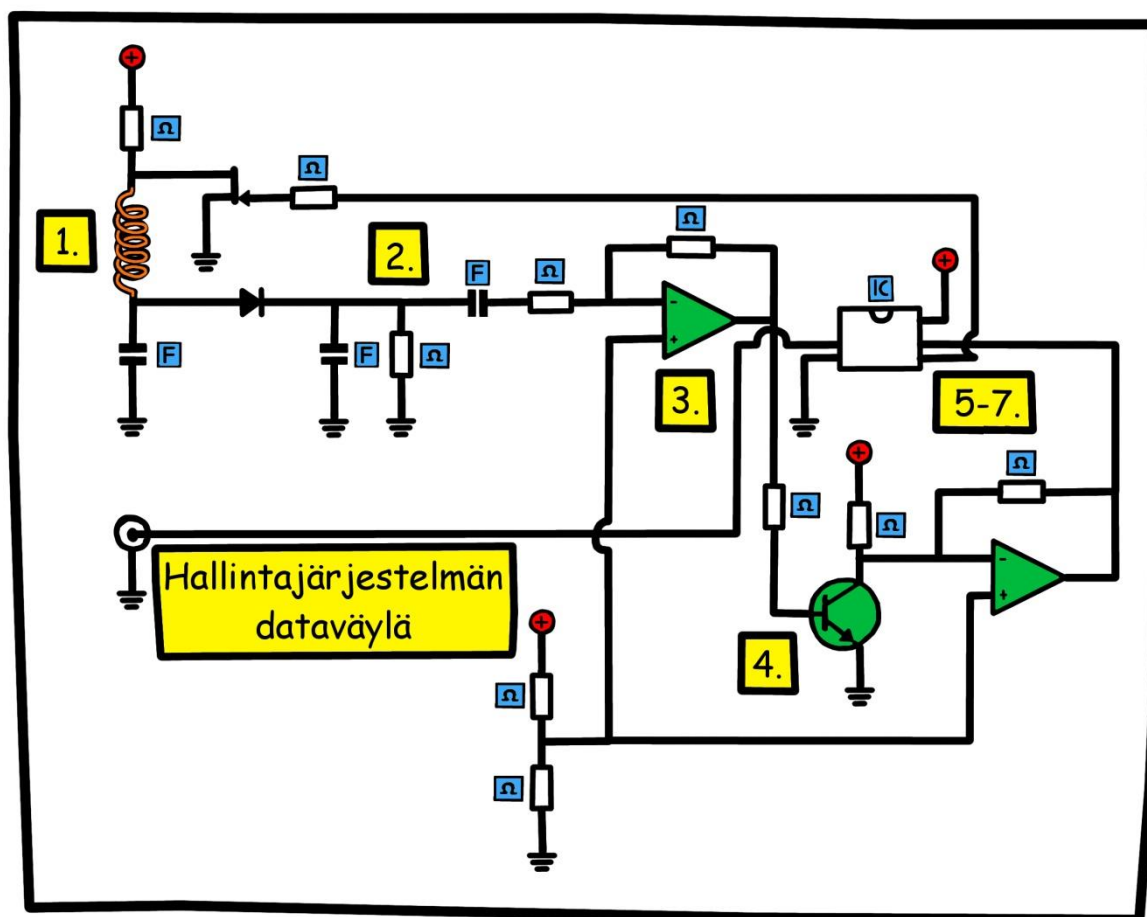 +
Ω
Ω
1.
2.
Ω
F
Ω
+
IC
-
+
F
F
Ω
3.
5-7.
+
Ω
Ω
Ω
Hallintajärjestelmän
dataväylä
-
+
+
4.
Ω
Ω